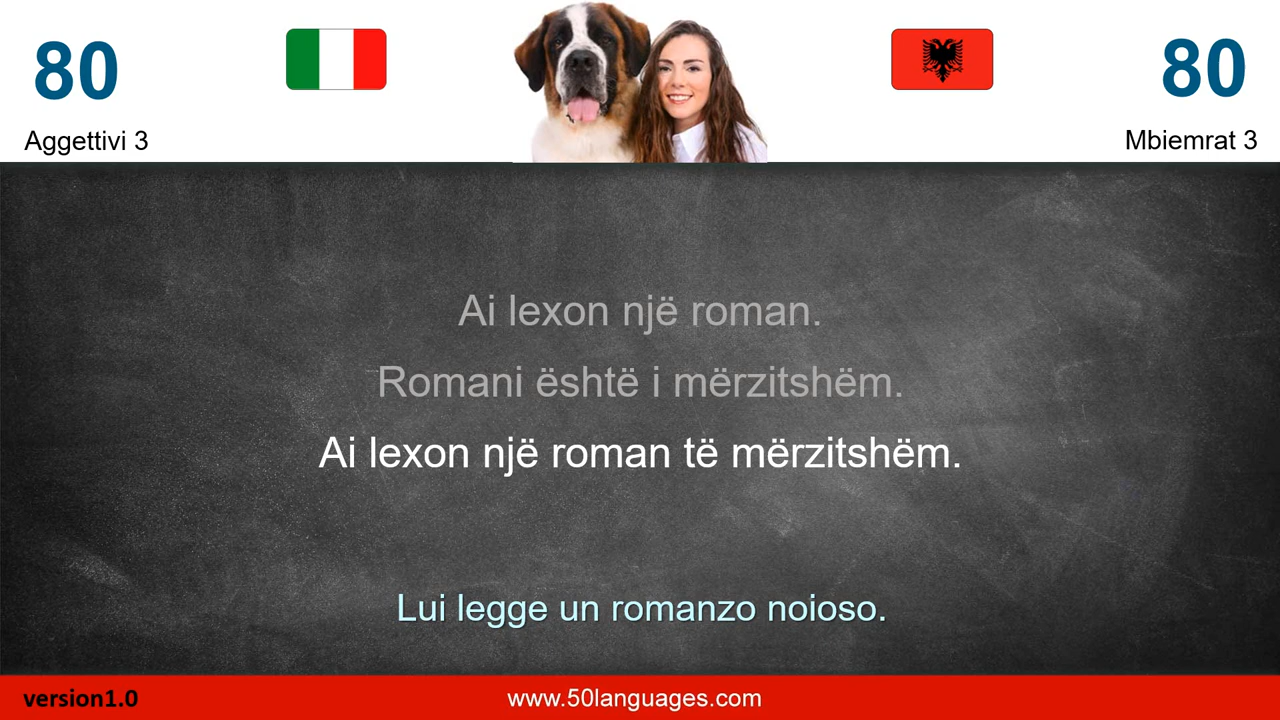 80
80
Aggettivi 3
Mbiemrat 3
Ai lexon një roman.
Romani është i mërzitshëm.
Ai lexon një roman të mërzitshëm.
Lui legge un romanzo noioso.
version1.0
www.50languages.com